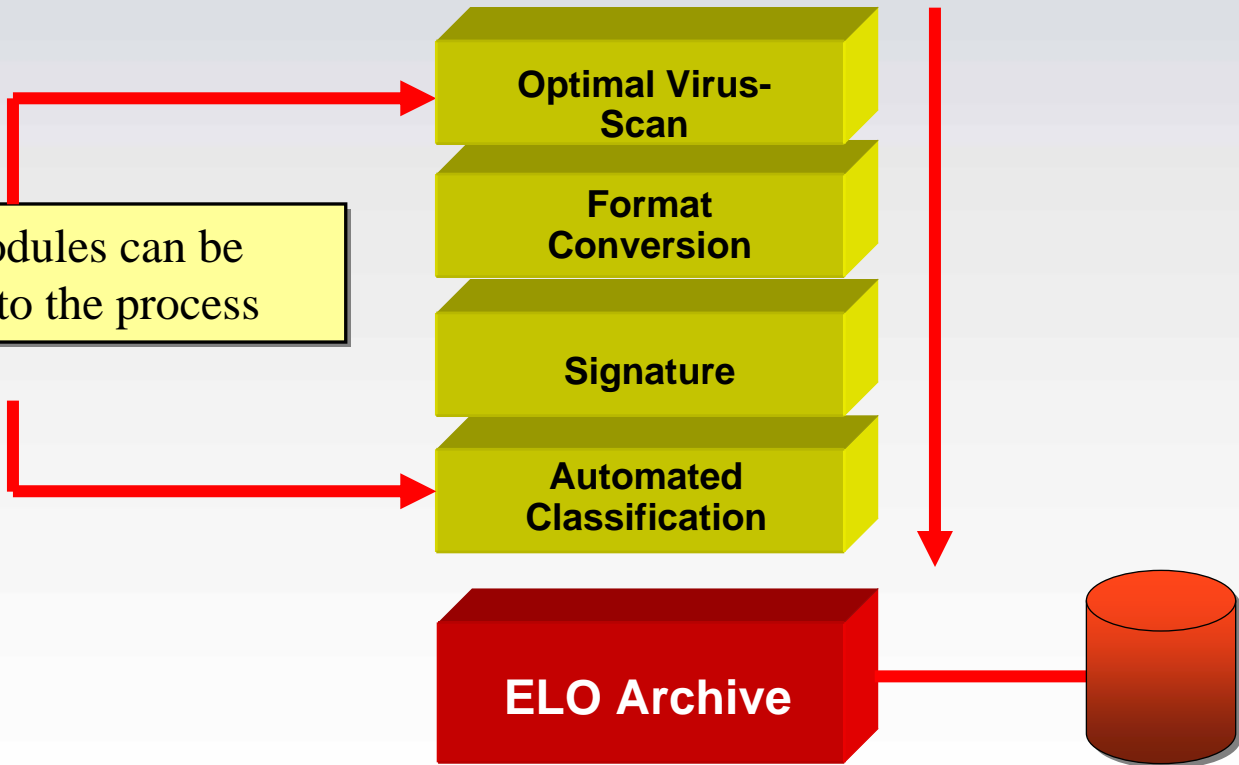 Optimal Virus-
Scan
Format
Conversion
odules can be
to the process
Signature
Automated
Classification
ELO Archive